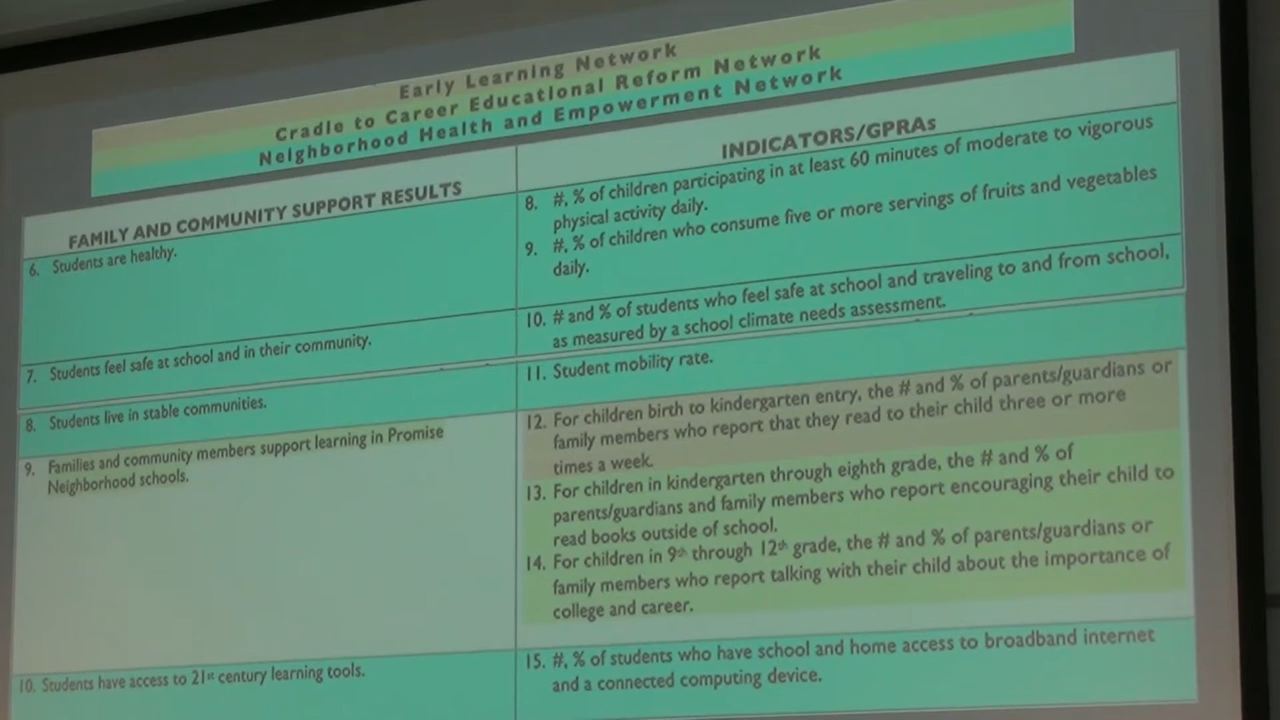 Early Learning Network
Cradle to Career Educational Reform Network
Neighborhood Health and Empowerment Network
FAMILY AND COMMUNITY SUPPORT RESULTS
INDICATORS/GPRAs
6. Students are healthy.
8. #, % of children participating in at least 60 minutes of moderate to vigorous
physical activity daily.
9. #, % of children who consume five or more servings of fruits and vegetables
daily.
7. Students feel safe at school and in their community.
10. # and % of students who feel safe at school and traveling to and from school,
as measured by a school climate needs assessment.
8. Students live in stable communities.
11. Student mobility rate.
9. Families and community members support learning in Promise
Neighborhood schools.
12. For children birth to kindergarten entry, the # and % of parents/guardians or
family members who report that they read to their child three or more
times a week.
13. For children in kindergarten through eighth grade, the # and % of
parents/guardians and family members who report encouraging their child to
read books outside of school.
14. For children in 9th through 12th grade, the # and % of parents/guardians or
family members who report talking with their child about the importance of
college and career.
10. Students have access to 21st century learning tools.
15. #, % of students who have school and home access to broadband internet
and a connected computing device.